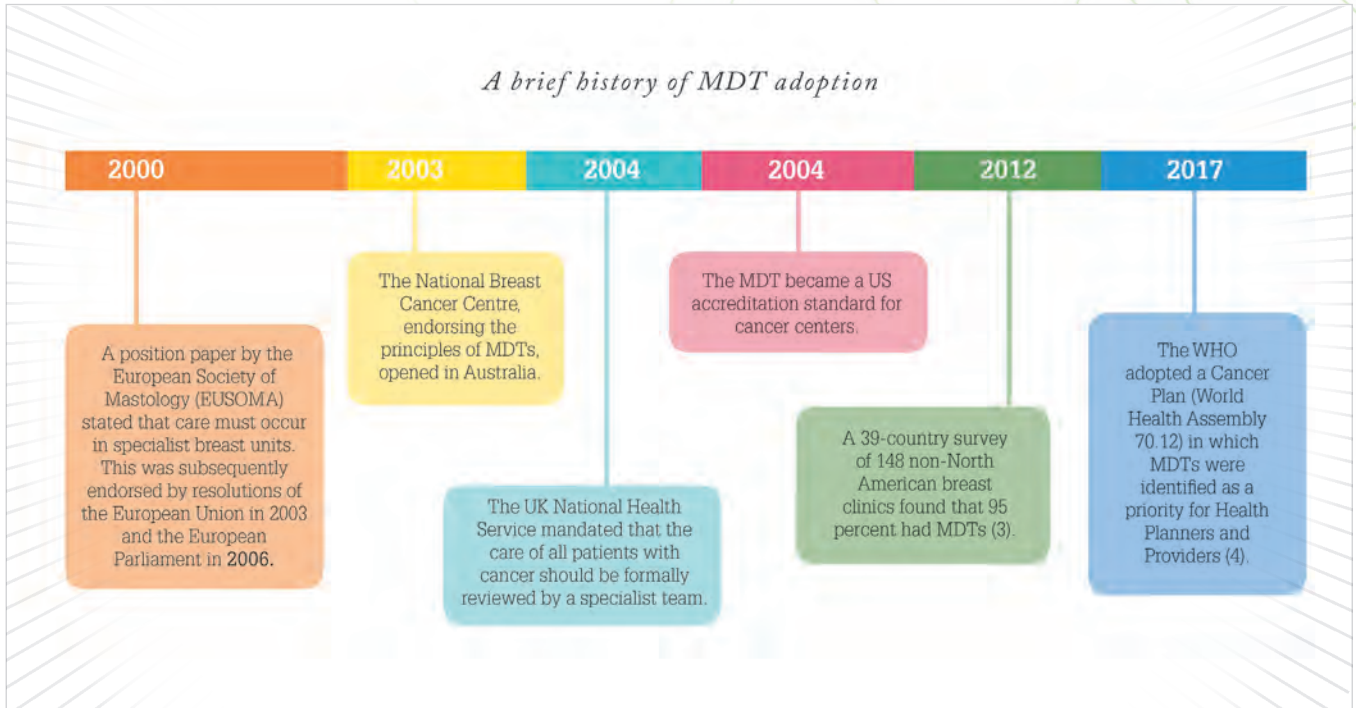 A brief history of MDT adoption
2000
2003
2004
2004
2012
2017
A position paper by the
European Society of
Mastology (EUSOMA)
stated that care must occur
in specialist breast units.
This was subsequently
endorsed by resolutions of
the European Union in 2003
and the European
Parliament in 2006.
The National Breast
Cancer Centre,
endorsing the
principles of MDTs,
opened in Australia.
The UK National Health
Service mandated that the
care of all patients with
cancer should be formally
reviewed by a specialist team.
The MDT became a US
accreditation standard for
cancer centers.
A 39-country survey
of 148 non-North
American breast
clinics found that 95
percent had MDTs (3).
The WHO
adopted a Cancer
Plan (World
Health Assembly
70.12) in which
MDTs were
identified as a
priority for Health
Planners and
Providers (4).